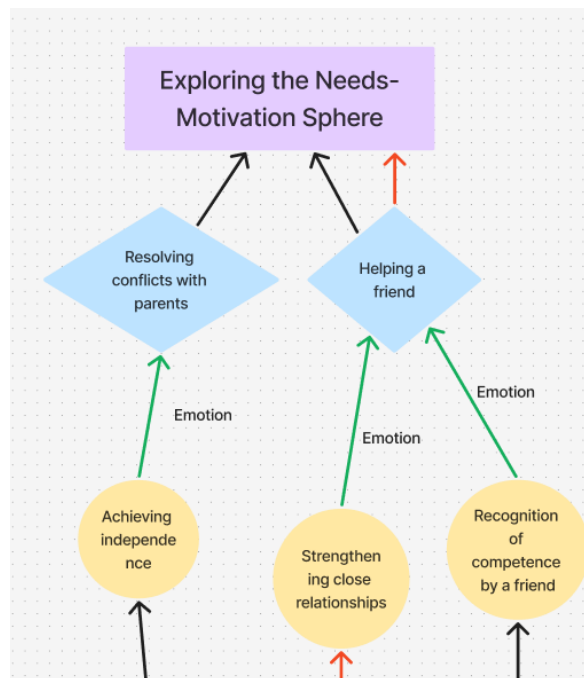 Exploring the Needs-
Motivation Sphere
Resolving
conflicts with
parents
Helping a
friend
Emotion
Emotion
Emotion
Achieving
independe
nce
Strengthen
ing close
relationships
Recognition
of
competence
by a friend